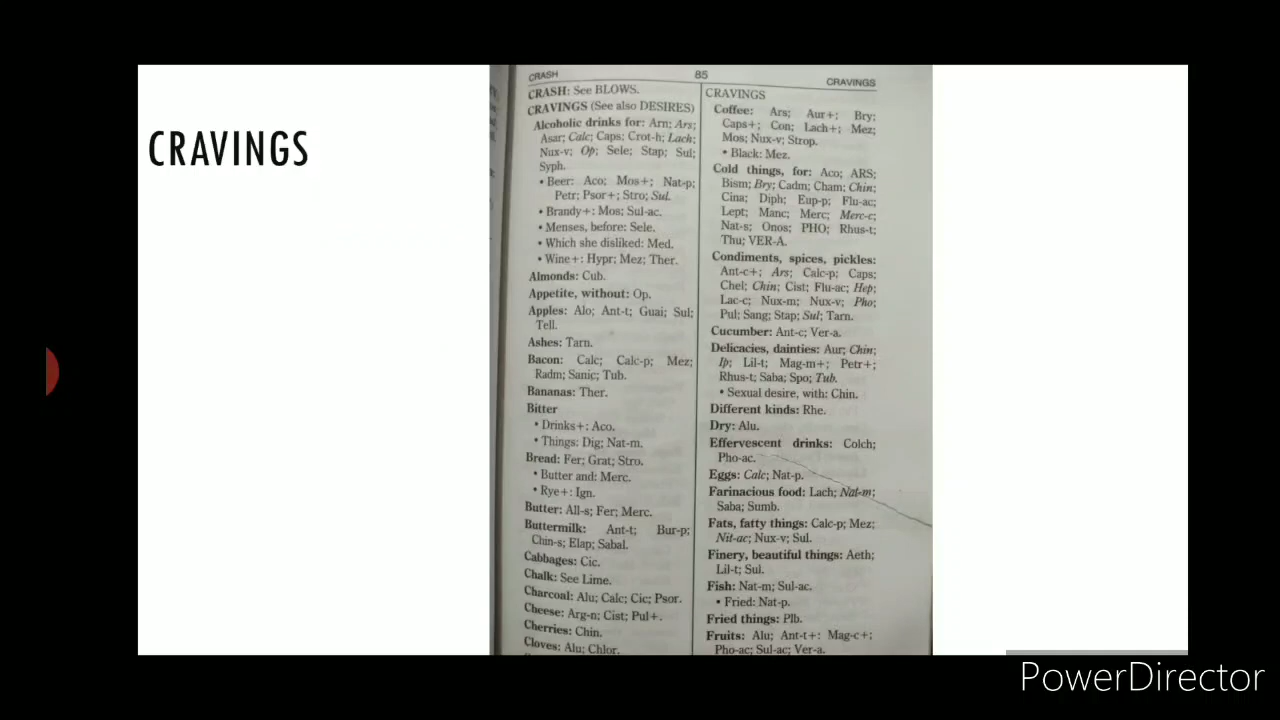 CRAVINGS
CRASH
85
CRAVINGS
CRASH: See BLOWS.
CRAVINGS (See also DESIRES)
Alcoholic drinks for: Arn; Ars;
Asar; Calc; Caps; Crot-h; Lach;
Nux-v; Op; Sele; Stap; Sul;
Syph.
• Beer: Aco; Mos+; Nat-p;
Petr; Psor+; Stro; Sul.
• Brandy+: Mos; Sul-ac.
• Menses, before: Sele.
• Which she disliked: Med.
• Wine+: Hypr; Mez; Ther.
Almonds: Cub.
Appetite, without: Op.
Apples: Alo; Ant-t; Guai; Sul;
Tell.
Ashes: Tarn.
Bacon: Calc; Calc-p; Mez;
Radm; Sanic; Tub.
Bananas: Ther.
Bitter
• Drinks+: Aco.
• Things: Dig; Nat-m.
Bread: Fer; Grat; Stro.
• Butter and: Merc.
• Rye+: Ign.
Butter: All-s; Fer; Merc.
Buttermilk: Ant-t; Bur-p;
Chin-s; Elap; Sabal.
Cabbages: Cic.
Chalk: See Lime.
Charcoal: Alu; Calc; Cic; Psor.
Cheese: Arg-n; Cist; Pul+.
Cherries: Chin.
Cloves: Alu; Chlor.
CRAVINGS
Coffee: Ars; Aur+; Bry;
Caps+; Con; Lach+; Mez;
Mos; Nux-v; Strop.
• Black: Mez.
Cold things, for: Aco; ARS;
Bism; Bry; Cadm; Cham; Chin;
Cina; Diph; Eup-p; Flu-ac;
Lept; Manc; Merc; Merc-c;
Nat-s; Onos; PHO; Rhus-t;
Thu; VER-A.
Condiments, spices, pickles:
Ant-c+; Ars; Calc-p; Caps;
Chel; Chin; Cist; Flu-ac; Hep;
Lac-c; Nux-m; Nux-v; Pho;
Pul; Sang; Stap; Sul; Tarn.
Cucumber: Ant-c; Ver-a.
Delicacies, dainties: Aur; Chin;
Ip; Lil-t; Mag-m+; Petr+;
Rhus-t; Saba; Spo; Tub.
• Sexual desire, with: Chin.
Different kinds: Rhe.
Dry: Alu.
Effervescent drinks: Colch;
Pho-ac.
Eggs: Calc; Nat-p.
Farinacious food: Lach; Nat-m;
Saba; Sumb.
Fats, fatty things: Calc-p; Mez;
Nit-ac; Nux-v; Sul.
Finery, beautiful things: Aeth;
Lil-t; Sul.
Fish: Nat-m; Sul-ac.
• Fried: Nat-p.
Fried things: Plb.
Fruits: Alu; Ant-t+: Mag-c+;
Pho-ac; Sul-ac; Ver-a.
PowerDirector